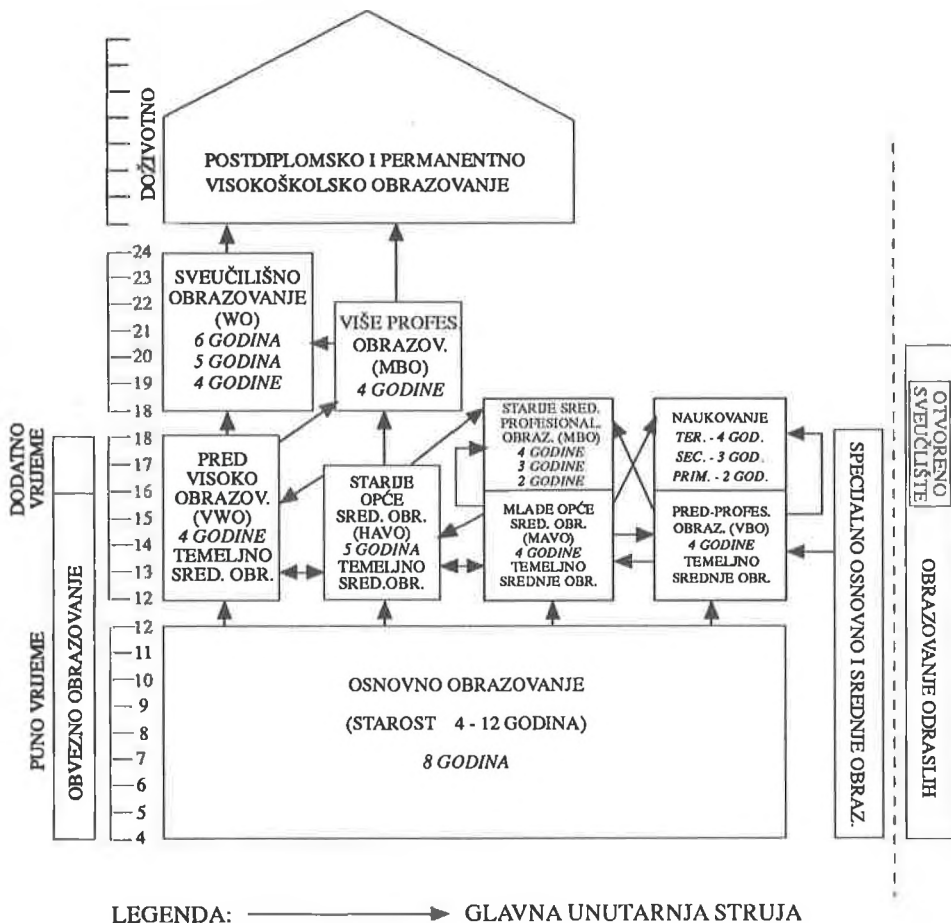 DOŽIVOTNO
POSTDIPLOMSKO I PERMANENTNO
VISOKOŠKOLSKO OBRAZOVANJE
24
23
22
21
20
19
18
SVEUČILIŠNO
OBRAZOVANJE
(WO)
6 GODINA
5 GODINA
4 GODINE
VIŠE PROFES.
OBRAZOV.
(MBO)
4 GODINE
DODATNO
VRIJEME
PUNO VRIJEME
OBVEZNO OBRAZOVANJE
18
17
16
15
14
13
12
PRED
VISOKO
OBRAZOV.
(VWO)
4 GODINE
TEMELJNO
SRED. OBR.
STARIJE
OPĆE
SRED. OBR.
(HAVO)
5 GODINA
TEMELJNO
SRED.OBR.
STARIJE SRED.
PROFESIONAL.
OBRAZ. (MBO)
4 GODINE
3 GODINE
2 GODINE
MLAĐE OPĆE
SRED. OBR.
(MAVO)
4 GODINE
TEMELJNO
SREDNJE OBR.
NAUKOVANJE
TER. - 4 GOD.
SEC. - 3 GOD.
PRIM. - 2 GOD.
PRED-PROFES.
OBRAZ. (VBO)
4 GODINE
TEMELJNO
SREDNJE OBR.
12
11
10
9
8
7
6
5
4
OSNOVNO OBRAZOVANJE
(STAROST 4 - 12 GODINA)
8 GODINA
SPECIJALNO OSNOVNO I SREDNJE OBRAZ.
OTVORENO
SVEUČLIŠTE
OBRAZOVANJE ODRASLIH
LEGENDA: GLAVNA UNUTARNJA STRUJA